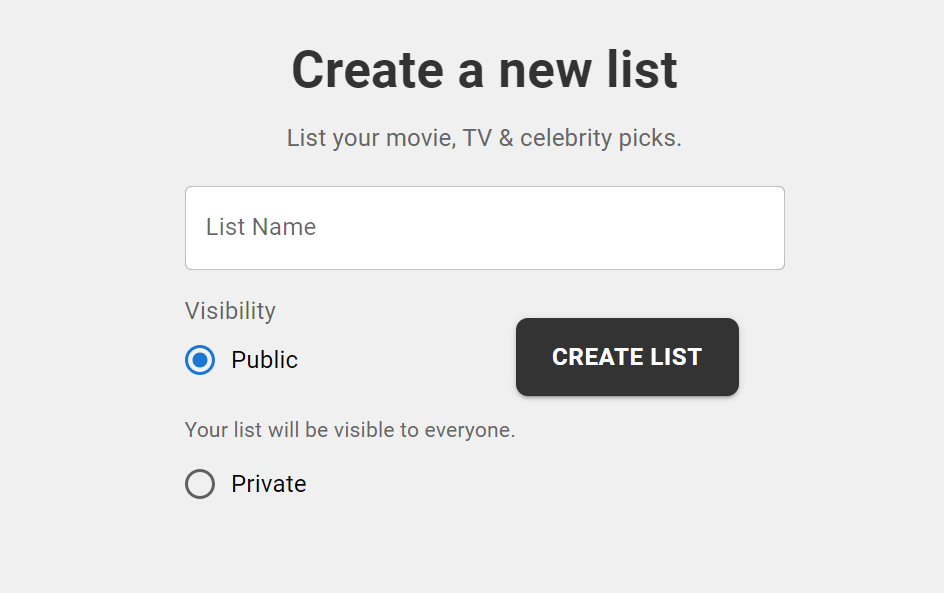 Create a new list
List your movie, TV & celebrity picks.
List Name
Visibility
Public
CREATE LIST
Your list will be visible to everyone.
Private